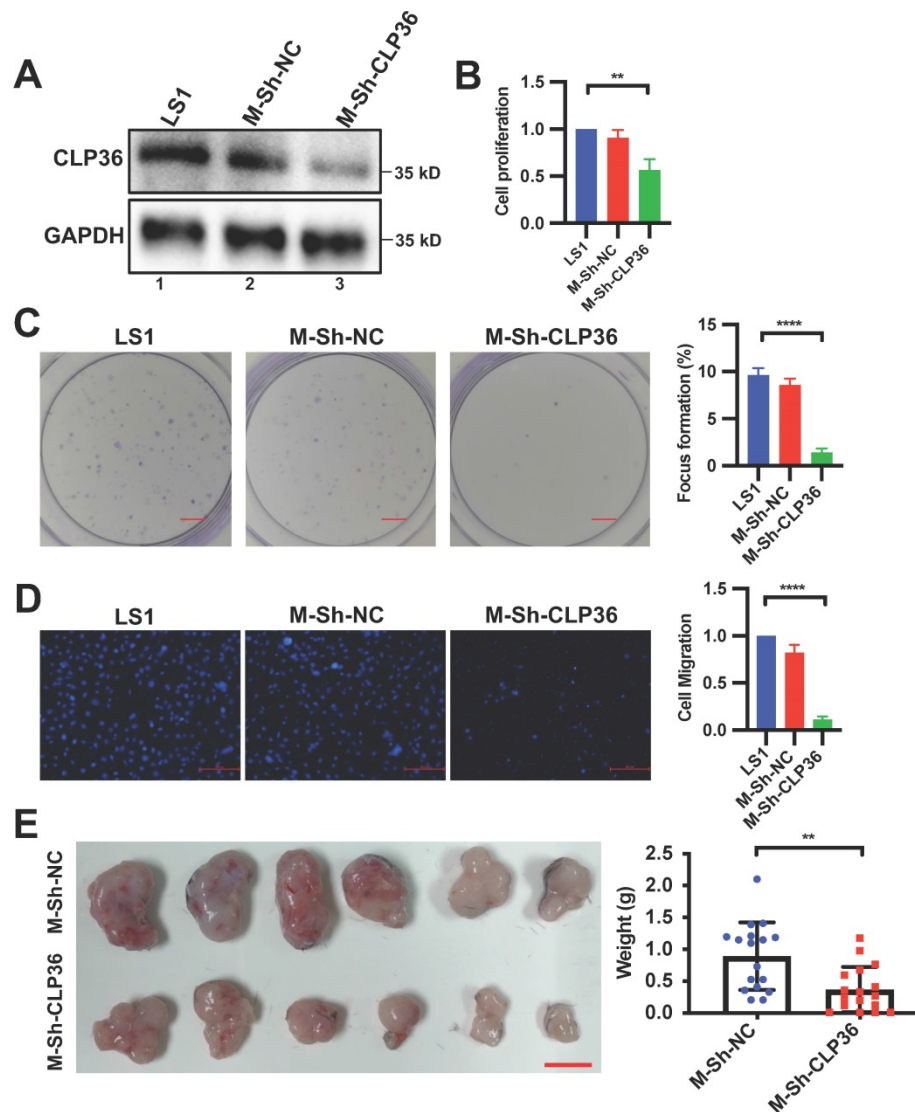 A
LS1
M-Sh-NC
M-Sh-CLP36
CLP36
35 kD
GAPDH
35 kD
1 2 3
B
Cell proliferation
1.5
1.0
0.5
0.0
**
LS1
M-Sh-NC
M-Sh-CLP36
C
LS1 M-Sh-NC M-Sh-CLP36
Focus formation (%)
15
10
5
0
****
LS1
M-Sh-NC
M-Sh-CLP36
D
LS1 M-Sh-NC M-Sh-CLP36
Cell Migration
1.5
1.0
0.5
0.0
****
LS1
M-Sh-NC
M-Sh-CLP36
E
M-Sh-NC
M-Sh-CLP36
Weight (g)
2.5
2.0
1.5
1.0
0.5
0.0
**
M-Sh-NC
M-Sh-CLP36